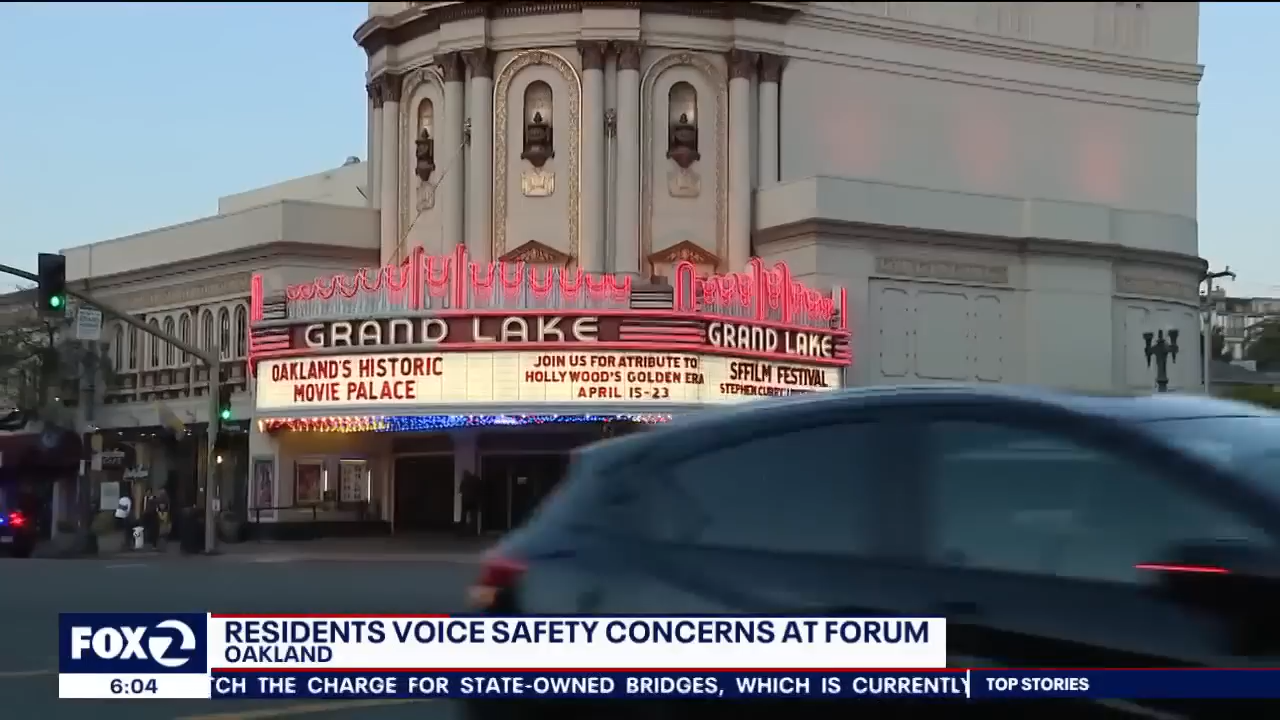 GRAND LAKE
GRAND LAKE
OAKLAND'S HISTORIC
MOVIE PALACE
JOIN US FOR A TRIBUTE TO
HOLLYWOOD'S GOLDEN ERA
APRIL 15-23
SFFILM FESTIVAL
STEPHEN CURRY
FOX 2
RESIDENTS VOICE SAFETY CONCERNS AT FORUM
OAKLAND
6:04
TCH THE CHARGE FOR STATE-OWNED BRIDGES, WHICH IS CURRENTLY
TOP STORIES